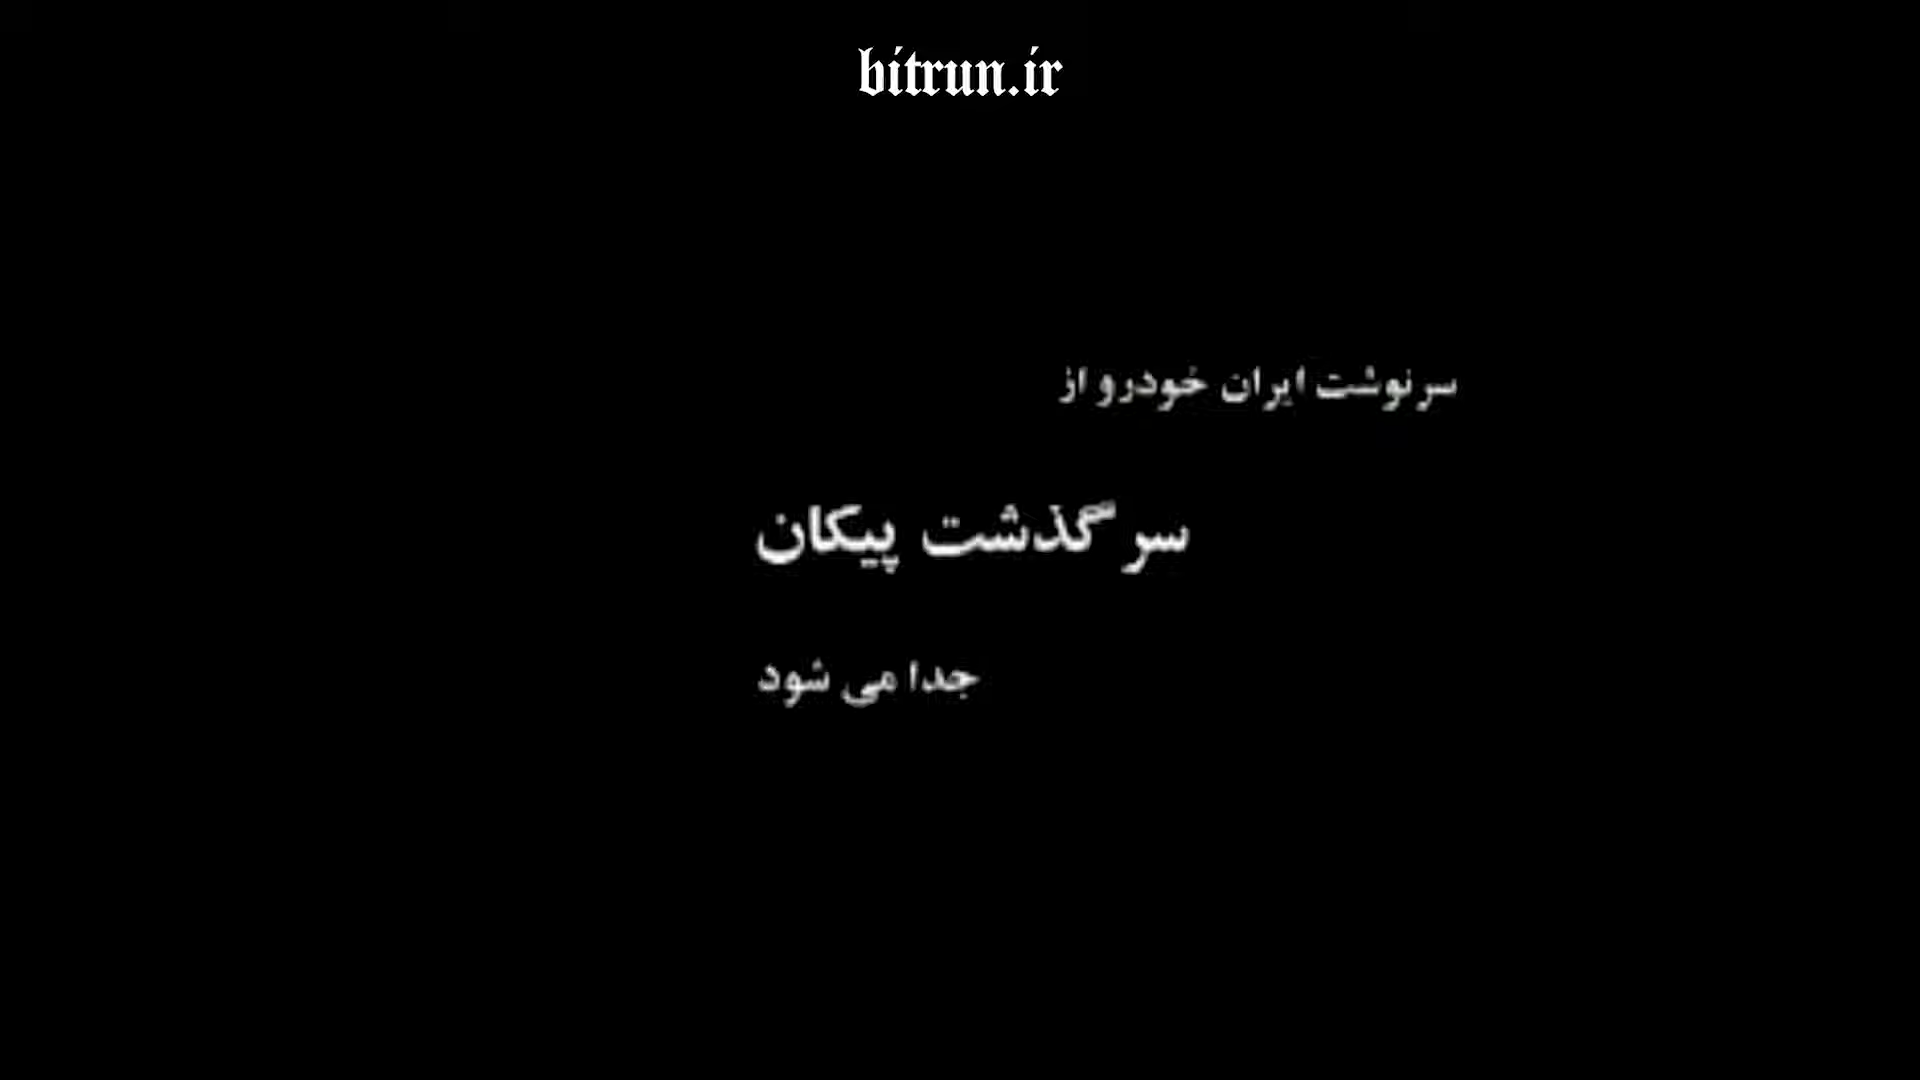 bitrun.ir
سرنوشت ایران خودرو از
سرگذشت پیکان
جدا می شود